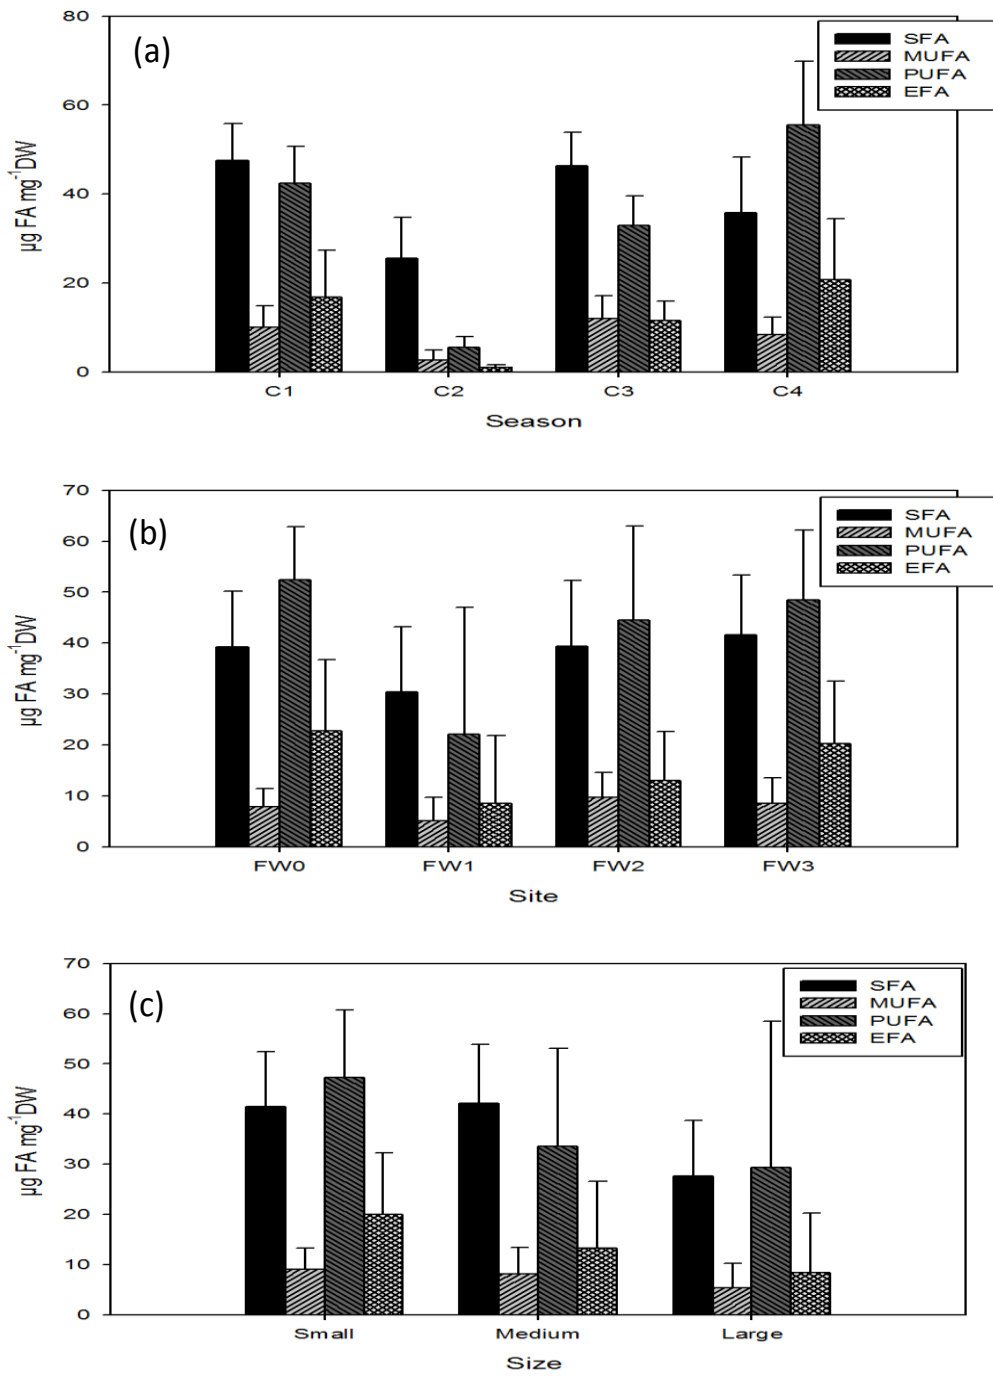 80
(a)
SFA
MUFA
PUFA
EFA
60
40
20
0
µg FA mg⁻¹DW
C1 C2 C3 C4
Season
70
(b)
SFA
MUFA
PUFA
EFA
60
50
40
30
20
10
0
µg FA mg⁻¹DW
FW0 FW1 FW2 FW3
Site
70
(c)
SFA
MUFA
PUFA
EFA
60
50
40
30
20
10
0
µg FA mg⁻¹DW
Small Medium Large
Size